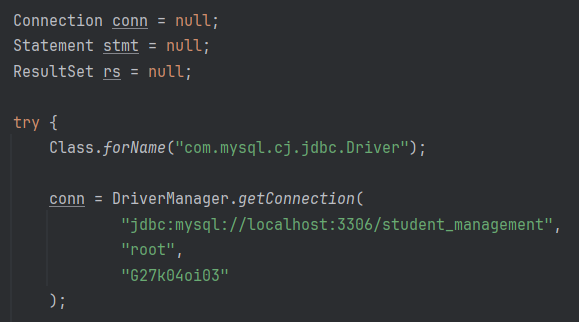 Connection conn = null;
Statement stmt = null;
ResultSet rs = null;
try {
Class.forName("com.mysql.cj.jdbc.Driver");
conn = DriverManager.getConnection(
"jdbc:mysql://localhost:3306/student_management",
"root",
"G27k04oi03"
);